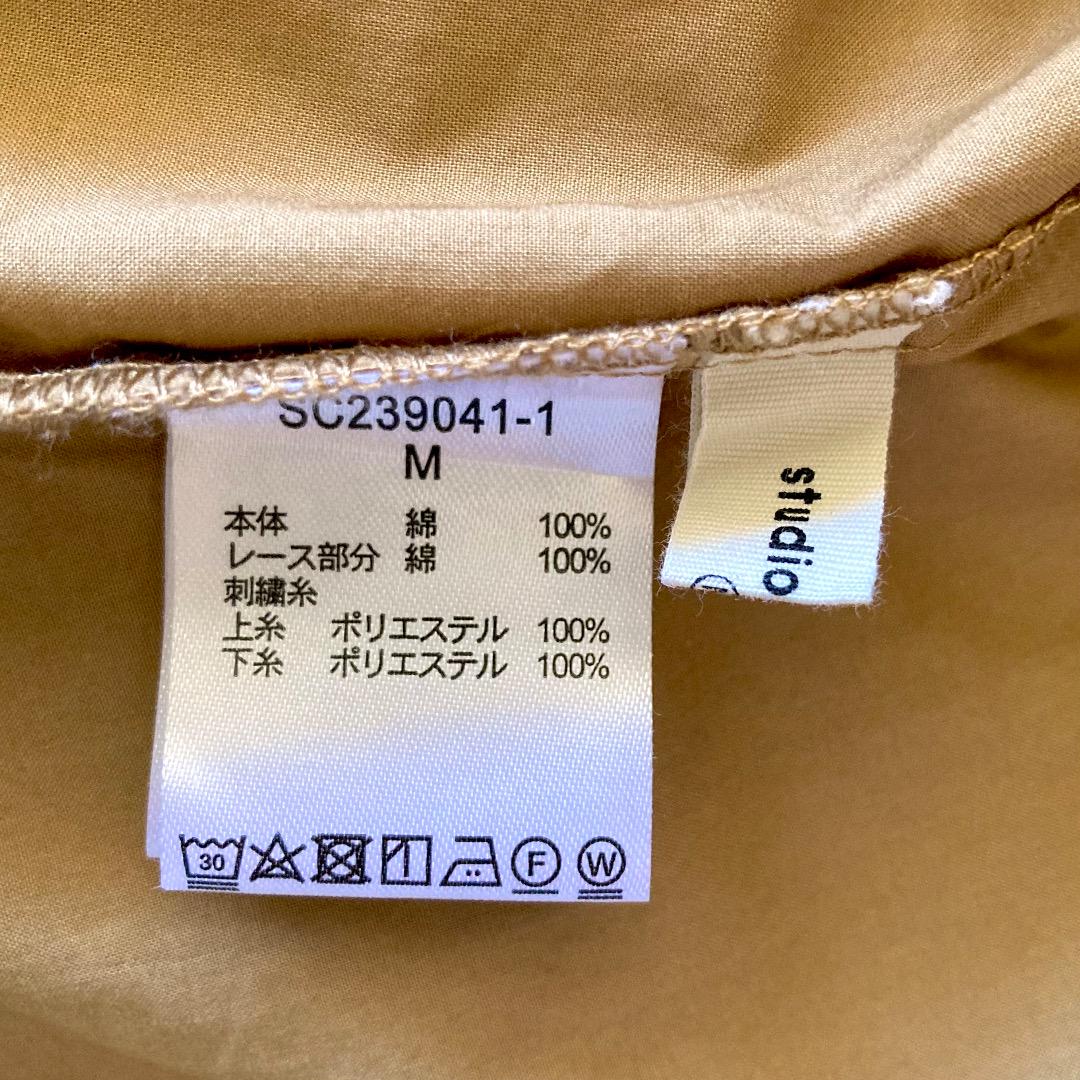 SC239041-1
M
本体 綿 100%
レース部分 綿 100%
刺繍糸
上糸 ポリエステル 100%
下糸 ポリエステル 100%
30 F W
studio